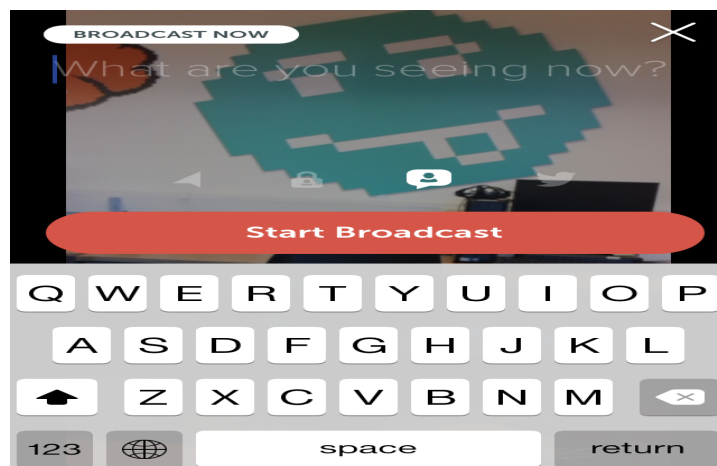 BROADCAST NOW
What are you seeing now?
Start Broadcast
Q W E R T Y U I O P
A S D F G H J K L
Z X C V B N M
123 space return